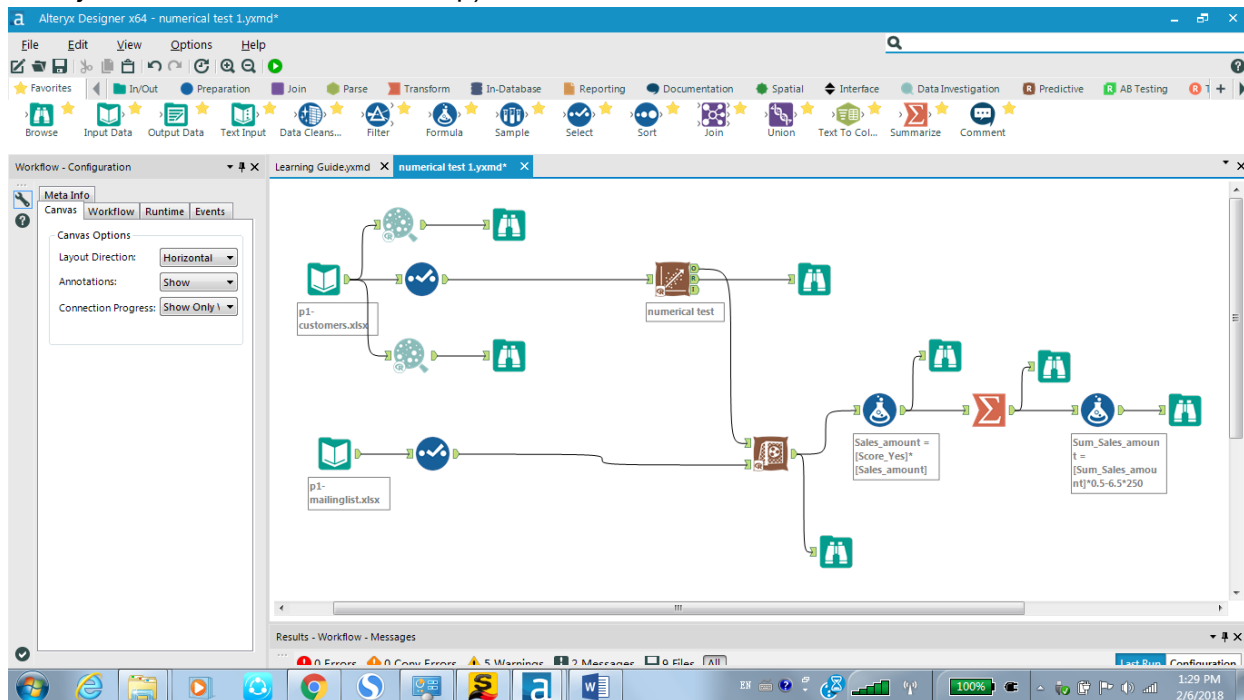 a Alteryx Designer x64 - numerical test 1.yxmd*
File Edit View Options Help
Favorites In/Out Preparation Join Parse Transform In-Database Reporting Documentation Spatial Interface Data Investigation Predictive AB Testing
Browse Input Data Output Data Text Input Data Cleans... Filter Formula Sample Select Sort Join Union Text To Col... Summarize Comment
Workflow - Configuration
Learning Guide.yxmd X numerical test 1.yxmd* X
Meta Info
Canvas Workflow Runtime Events
Canvas Options
Layout Direction: Horizontal
Annotations: Show
Connection Progress: Show Only
p1-
customers.xlsx
numerical test
O
R
I
p1-
mailinglist.xlsx
Sales_amount =
[Score_Yes]*
[Sales_amount]
Sum_Sales_amoun
t =
[Sum_Sales_amou
nt]*0.5-6.5*250
Results - Workflow - Messages
0 Errors 0 Conv Errors 5 Warnings 2 Messages 9 Files All
Last Run Configuration
EN 100% 1:29 PM
2/6/2018